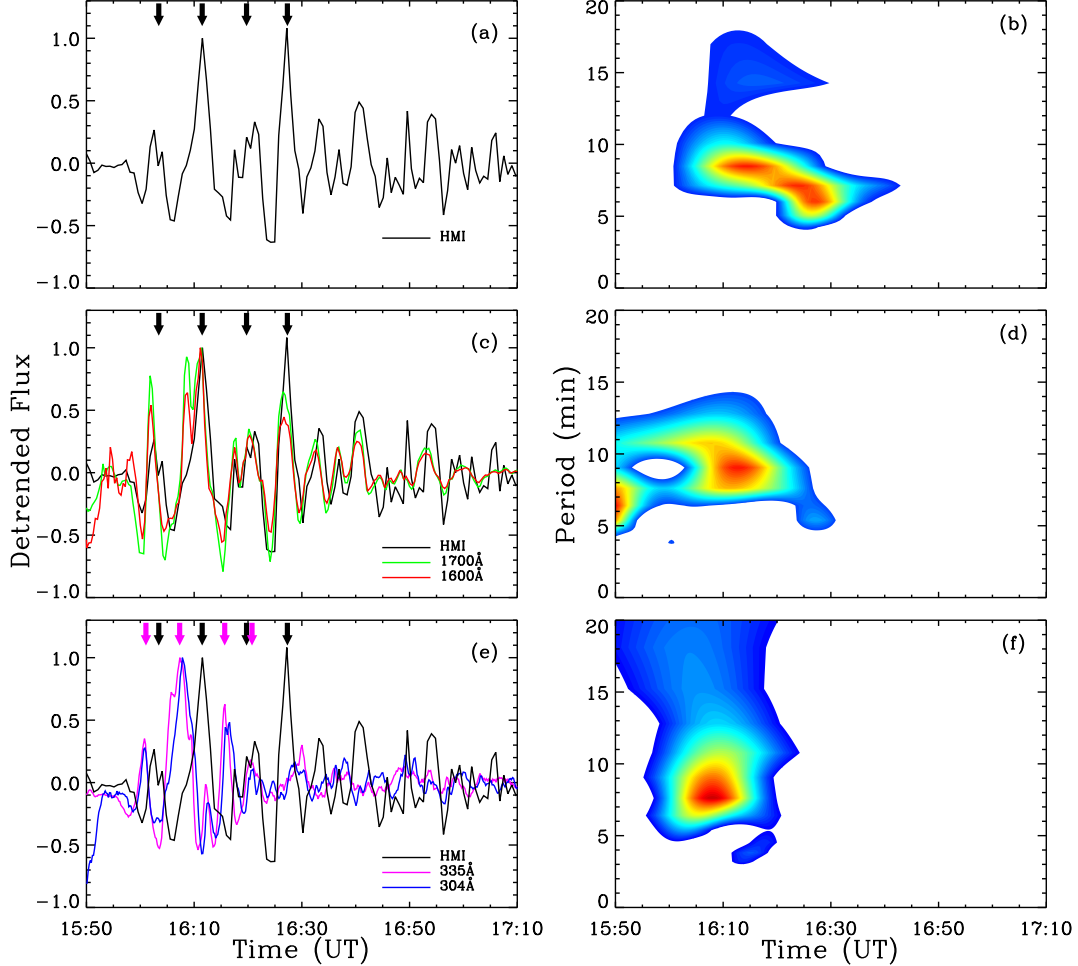 (a)
1.0
0.5
0.0
−0.5
−1.0
HMI
(b)
20
15
10
5
0
(c)
1.0
0.5
0.0
−0.5
−1.0
HMI
1700Å
1600Å
Detrended Flux
(d)
20
15
10
5
0
Period (min)
(e)
1.0
0.5
0.0
−0.5
−1.0
HMI
335Å
304Å
15:50 16:10 16:30 16:50 17:10
Time (UT)
(f)
20
15
10
5
0
15:50 16:10 16:30 16:50 17:10
Time (UT)